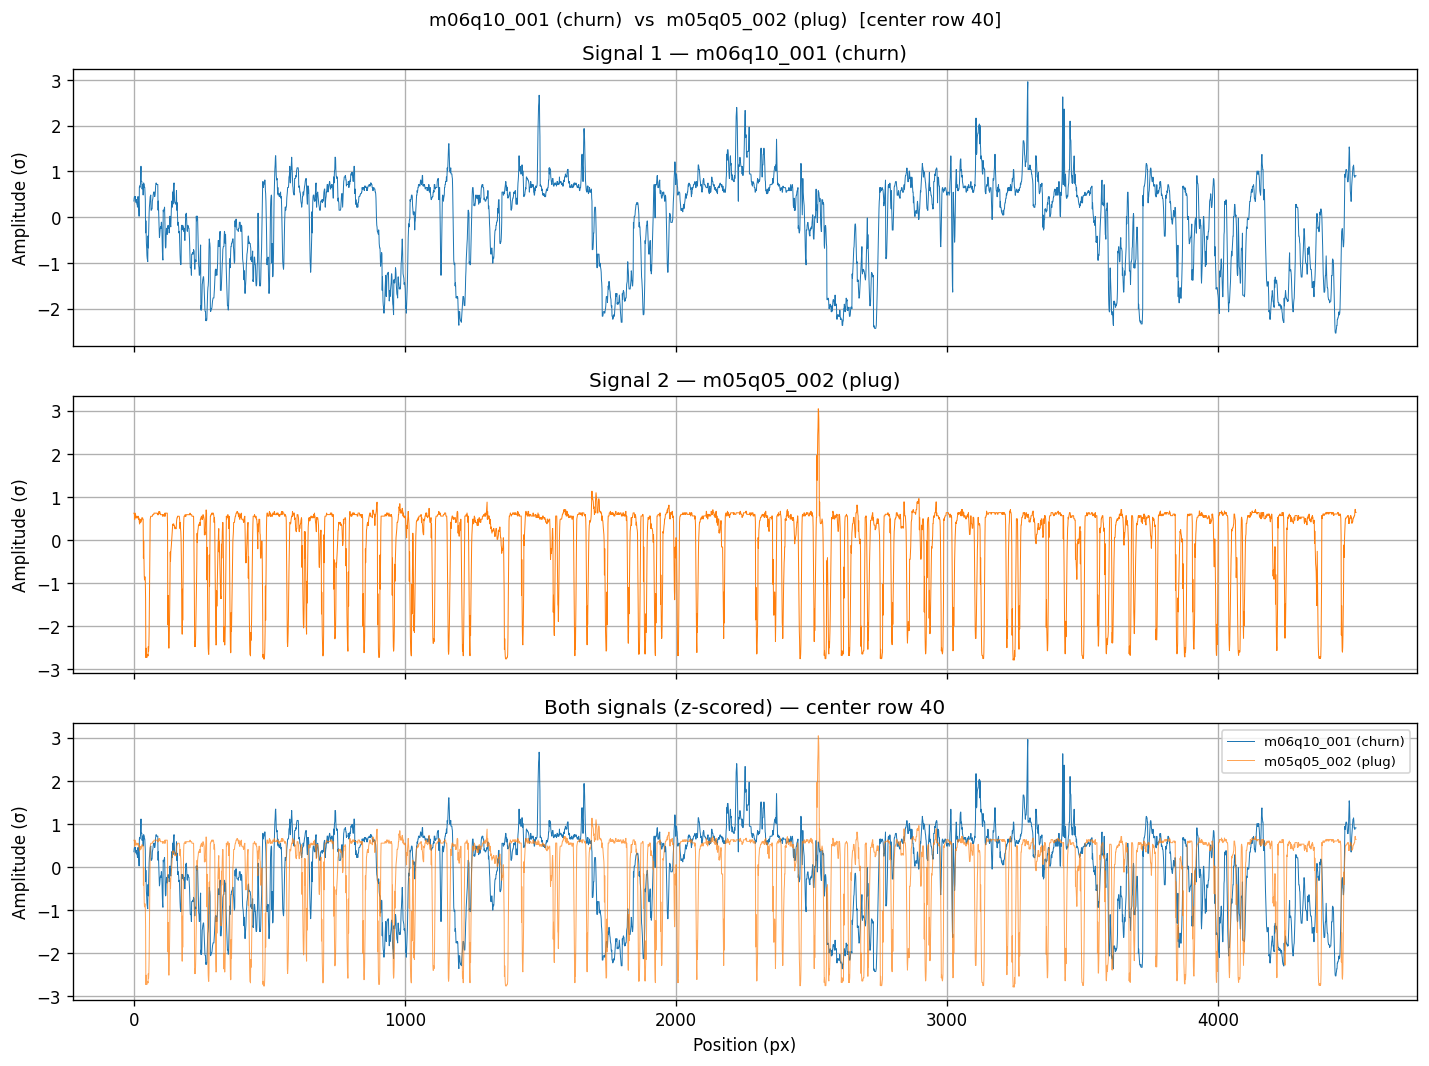 m06q10_001 (churn)  vs  m05q05_002 (plug)  [center row 40]
Signal 1 — m06q10_001 (churn)
Amplitude (σ)
3
2
1
0
−1
−2
Signal 2 — m05q05_002 (plug)
Amplitude (σ)
3
2
1
0
−1
−2
−3
Both signals (z-scored) — center row 40
Amplitude (σ)
3
2
1
0
−1
−2
−3
m06q10_001 (churn)
m05q05_002 (plug)
0 1000 2000 3000 4000
Position (px)